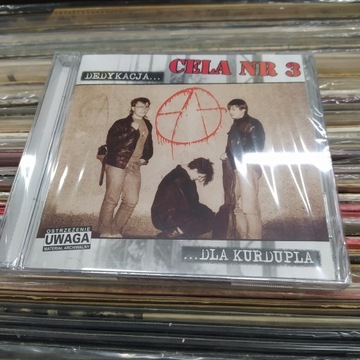 DEDYKACJA...
CELA NR 3
OSTRZEŻENIE
UWAGA
MATERIAŁ ARCHIWALNY
...DLA KURDUPLA